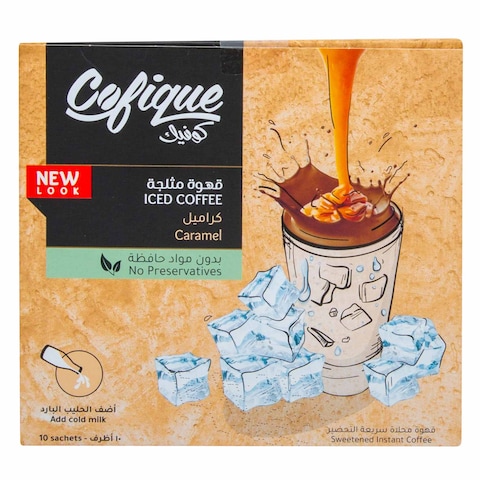 Cofique
كوفيك
NEW
LOOK
قهوة مثلجة
ICED COFFEE
كراميل
Caramel
بدون مواد حافظة
No Preservatives
أضف الحليب البارد
Add cold milk
10 sachets - ١٠ أظرف
قهوة محلاة سريعة التحضير
Sweetened Instant Coffee